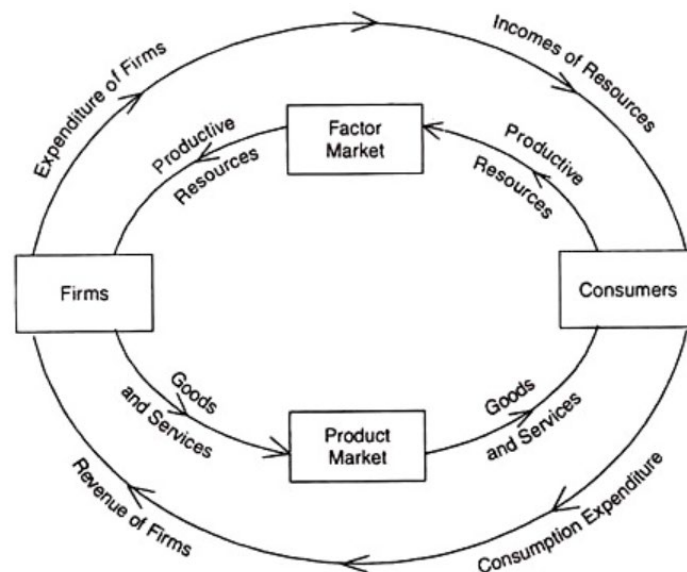 Expenditure of Firms
Incomes of Resources
Productive
Resources
Factor
Market
Productive
Resources
Firms
Consumers
Goods
and Services
Product
Market
Goods
and Services
Revenue of Firms
Consumption Expenditure